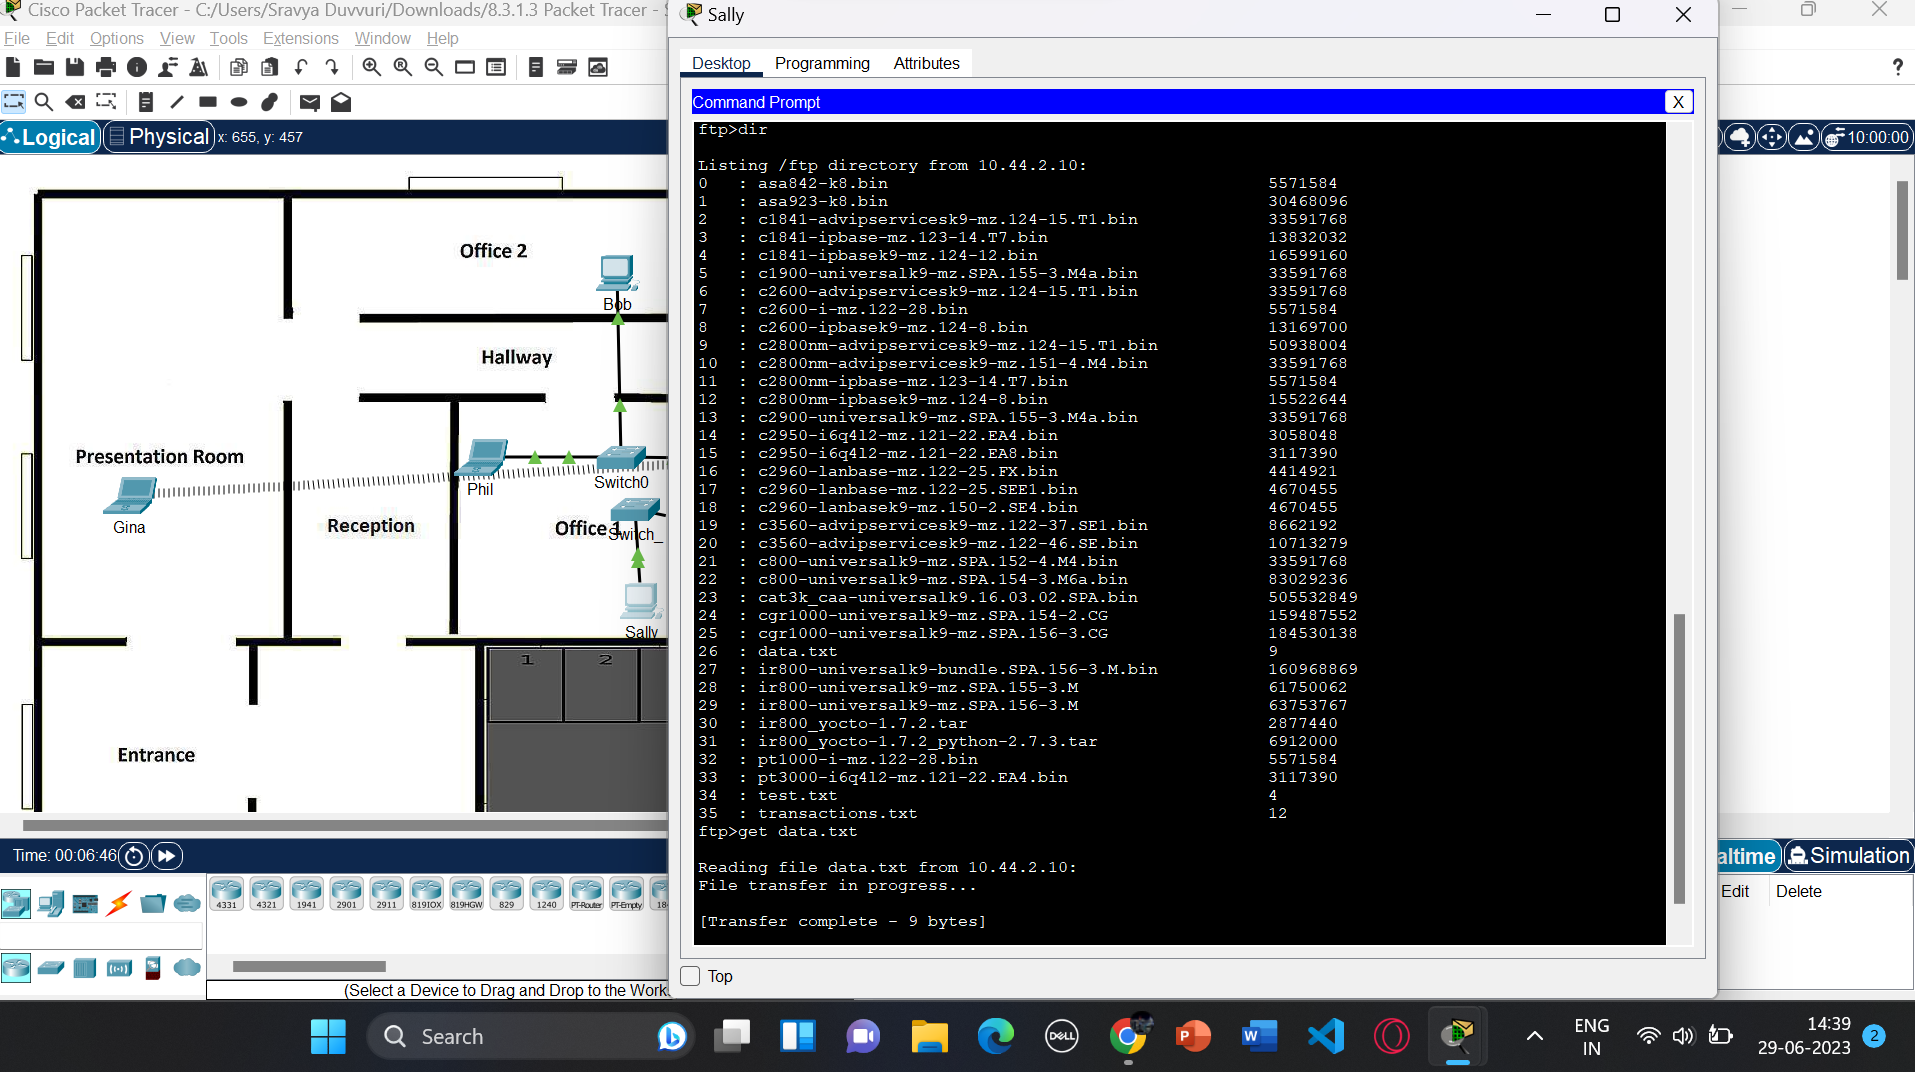 Cisco Packet Tracer - C:/Users/Sravya Duvvuri/Downloads/8.3.1.3 Packet Tracer -
File Edit Options View Tools Extensions Window Help
Logical Physical x: 655, y: 457
10:00:00
Office 2
Bob
Hallway
Presentation Room
Gina
Phil
Switch0
Reception
Office 1
Switch_
Sally
1 2
Entrance
Time: 00:06:46
4331 4321 1941 2901 2911 819IOX 819HGW 829 1240 PT-Router PT-Empty 18
(Select a Device to Drag and Drop to the Work
altime Simulation
Edit Delete
?
Sally
Desktop Programming Attributes
Command Prompt X
ftp>dir
Listing /ftp directory from 10.44.2.10:
0 : asa842-k8.bin 5571584
1 : asa923-k8.bin 30468096
2 : c1841-advipservicesk9-mz.124-15.T1.bin 33591768
3 : c1841-ipbase-mz.123-14.T7.bin 13832032
4 : c1841-ipbasek9-mz.124-12.bin 16599160
5 : c1900-universalk9-mz.SPA.155-3.M4a.bin 33591768
6 : c2600-advipservicesk9-mz.124-15.T1.bin 33591768
7 : c2600-i-mz.122-28.bin 5571584
8 : c2600-ipbasek9-mz.124-8.bin 13169700
9 : c2800nm-advipservicesk9-mz.124-15.T1.bin 50938004
10 : c2800nm-advipservicesk9-mz.151-4.M4.bin 33591768
11 : c2800nm-ipbase-mz.123-14.T7.bin 5571584
12 : c2800nm-ipbasek9-mz.124-8.bin 15522644
13 : c2900-universalk9-mz.SPA.155-3.M4a.bin 33591768
14 : c2950-i6q4l2-mz.121-22.EA4.bin 3058048
15 : c2950-i6q4l2-mz.121-22.EA8.bin 3117390
16 : c2960-lanbase-mz.122-25.FX.bin 4414921
17 : c2960-lanbase-mz.122-25.SEE1.bin 4670455
18 : c2960-lanbasek9-mz.150-2.SE4.bin 4670455
19 : c3560-advipservicesk9-mz.122-37.SE1.bin 8662192
20 : c3560-advipservicesk9-mz.122-46.SE.bin 10713279
21 : c800-universalk9-mz.SPA.152-4.M4.bin 33591768
22 : c800-universalk9-mz.SPA.154-3.M6a.bin 83029236
23 : cat3k_caa-universalk9.16.03.02.SPA.bin 505532849
24 : cgr1000-universalk9-mz.SPA.154-2.CG 159487552
25 : cgr1000-universalk9-mz.SPA.156-3.CG 184530138
26 : data.txt 9
27 : ir800-universalk9-bundle.SPA.156-3.M.bin 160968869
28 : ir800-universalk9-mz.SPA.155-3.M 61750062
29 : ir800-universalk9-mz.SPA.156-3.M 63753767
30 : ir800_yocto-1.7.2.tar 2877440
31 : ir800_yocto-1.7.2_python-2.7.3.tar 6912000
32 : pt1000-i-mz.122-28.bin 5571584
33 : pt3000-i6q4l2-mz.121-22.EA4.bin 3117390
34 : test.txt 4
35 : transactions.txt 12
ftp>get data.txt
Reading file data.txt from 10.44.2.10:
File transfer in progress...
[Transfer complete - 9 bytes]
Top
Search
DELL
ENG
IN
14:39
29-06-2023
2